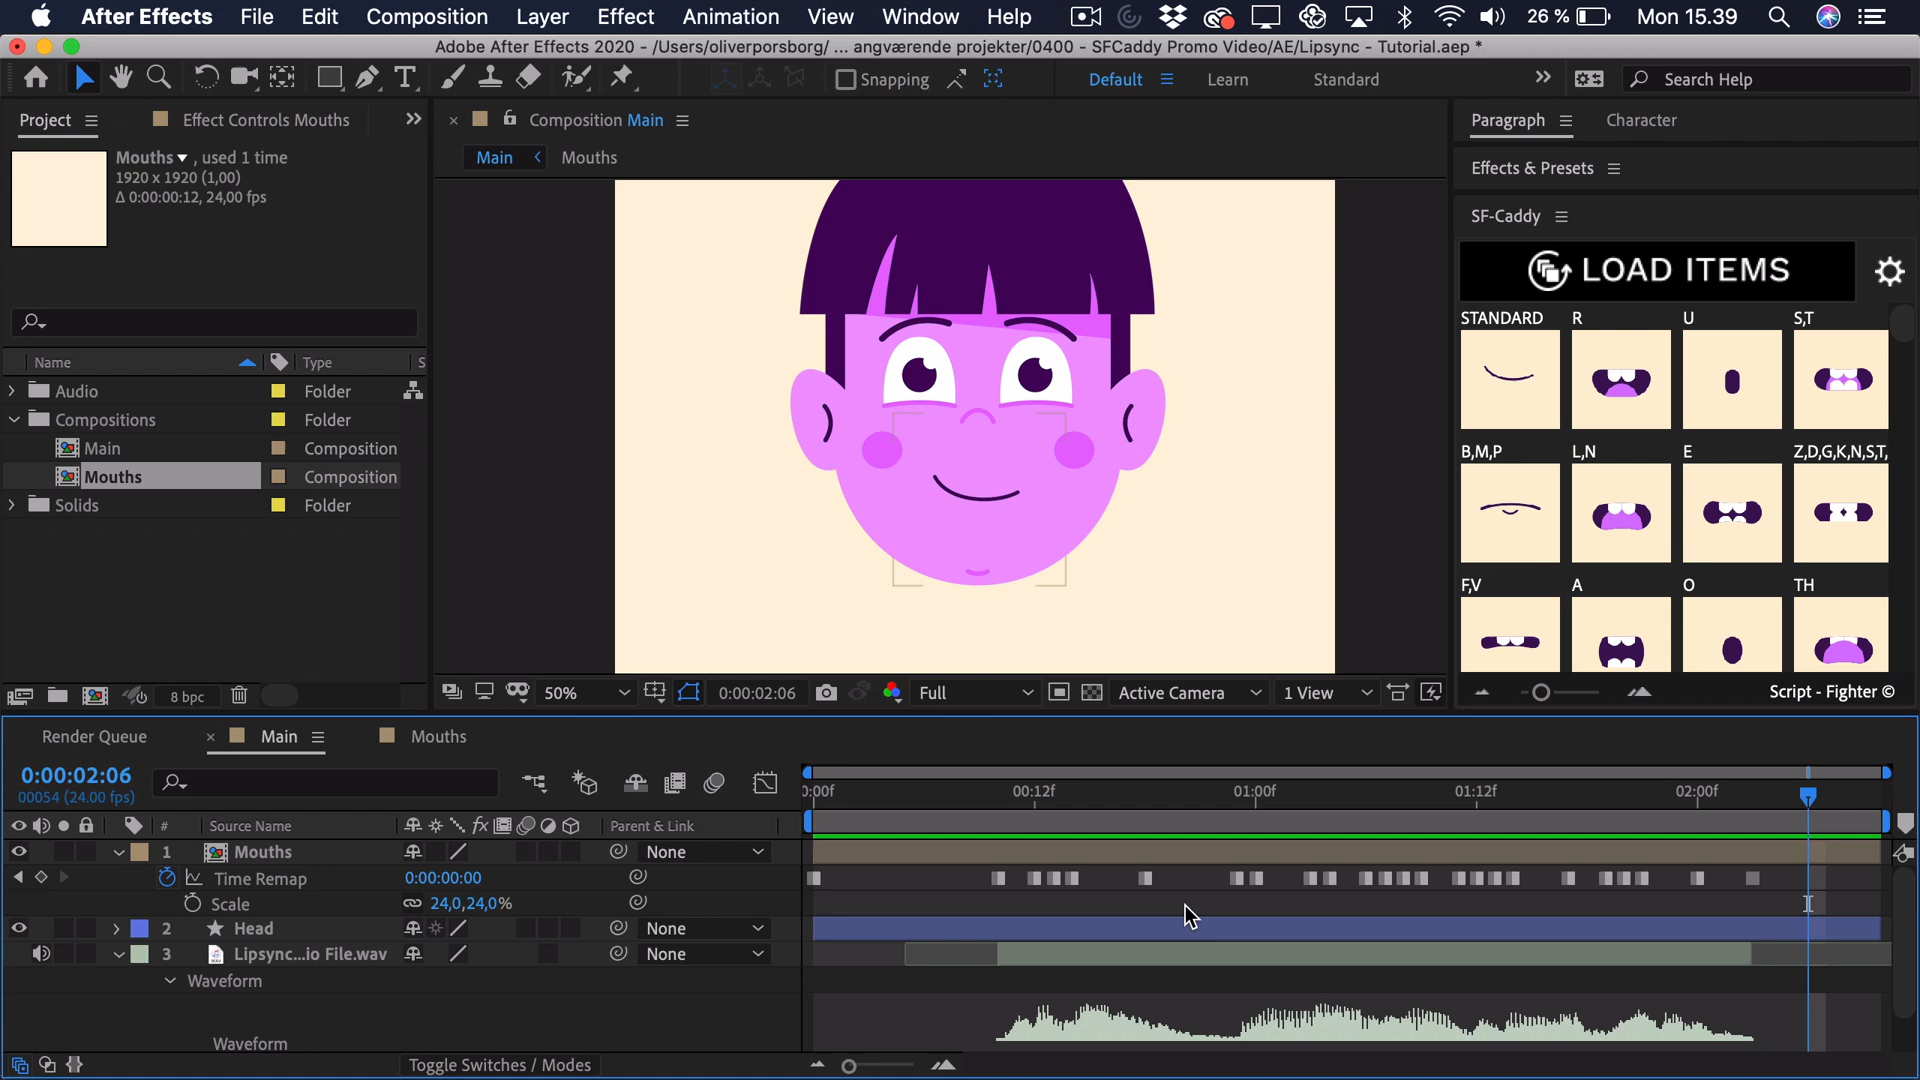 After Effects File Edit Composition Layer Effect Animation View Window Help 26 % Mon 15.39
Adobe After Effects 2020 - /Users/oliverporsborg/ ... angværende projekter/0400 - SFCaddy Promo Video/AE/Lipsync - Tutorial.aep *
Snapping Default Learn Standard Search Help
Project Effect Controls Mouths
Composition Main
Paragraph Character
Mouths , used 1 time
1920 x 1920 (1,00)
Δ 0:00:00:12, 24,00 fps
Main Mouths
Effects & Presets
SF-Caddy
LOAD ITEMS
STANDARD R U S,T
B,M,P L,N E Z,D,G,K,N,S,T,
F,V A O TH
Script - Fighter ©
Name Type S
Audio Folder
Compositions Folder
Main Composition
Mouths Composition
Solids Folder
8 bpc
50% 0:00:02:06 Full Active Camera 1 View
Render Queue Main Mouths
0:00:02:06
00054 (24.00 fps)
0:00f 00:12f 01:00f 01:12f 02:00f
# Source Name fx Parent & Link
1 Mouths None
Time Remap 0:00:00:00
Scale 24,0,24,0%
2 Head None
3 Lipsync...io File.wav None
Waveform
Waveform
Toggle Switches / Modes